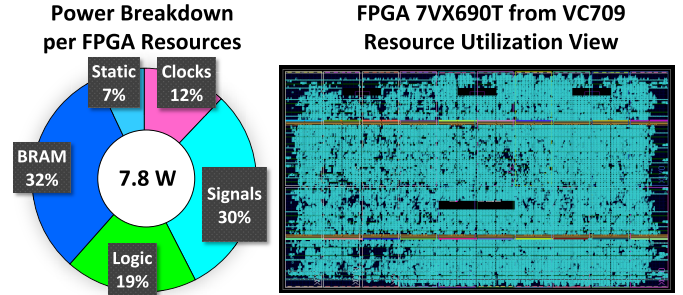 Power Breakdown
per FPGA Resources
FPGA 7VX690T from VC709
Resource Utilization View
Static
7%
Clocks
12%
BRAM
32%
7.8 W
Signals
30%
Logic
19%